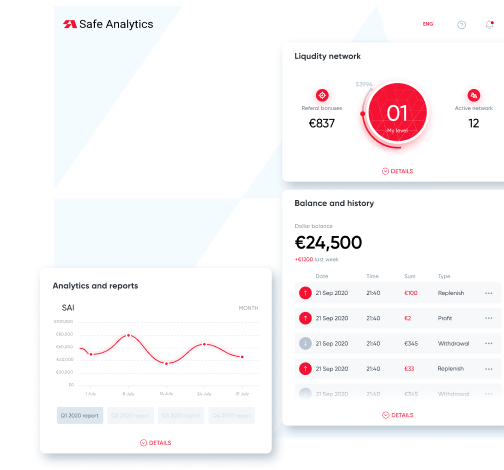 Safe Analytics
ENG
Liqudity network
$3994
Referal bonuses
€837
01
My level
Active network
12
DETAILS
Balance and history
Dollar balance
€24,500
+€1200 last week
Date Time Sum Type
21 Sep 2020 21:40 €100 Replenish
21 Sep 2020 21:40 €2 Profit
21 Sep 2020 21:40 €345 Withdrawal
21 Sep 2020 21:40 €33 Replenish
21 Sep 2020 21:40 €345 Withdrawal
DETAILS
Analytics and reports
SAI
MONTH
€100,000
€80,000
€60,000
€40,000
€20,000
€0
1 July 8 July 16 July 24 July 31 July
Q1 2020 report Q2 2020 report Q3 2020 report Q4 2020 report
DETAILS